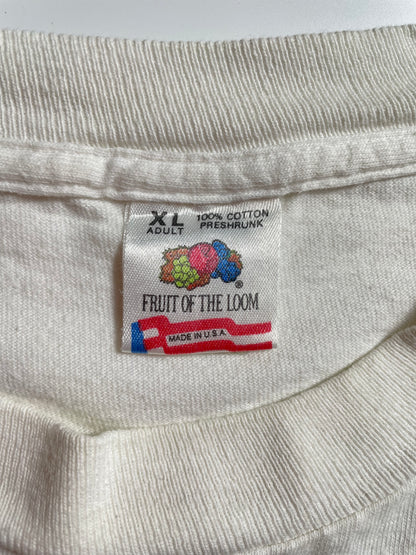 XL 100% COTTON
ADULT PRESHRUNK
®
FRUIT OF THE LOOM
MADE IN U.S.A.